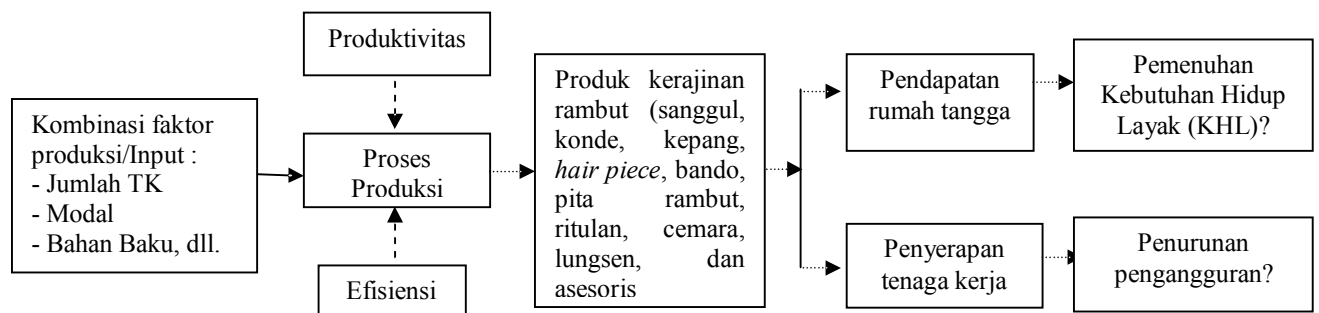 Kombinasi faktor
produksi/Input :
- Jumlah TK
- Modal
- Bahan Baku, dll.
Produktivitas
Proses
Produksi
Efisiensi
Produk kerajinan
rambut (sanggul,
konde, kepang,
hair piece, bando,
pita rambut,
ritulan, cemara,
lungsen, dan
asesoris
Pendapatan
rumah tangga
Pemenuhan
Kebutuhan Hidup
Layak (KHL)?
Penyerapan
tenaga kerja
Penurunan
pengangguran?